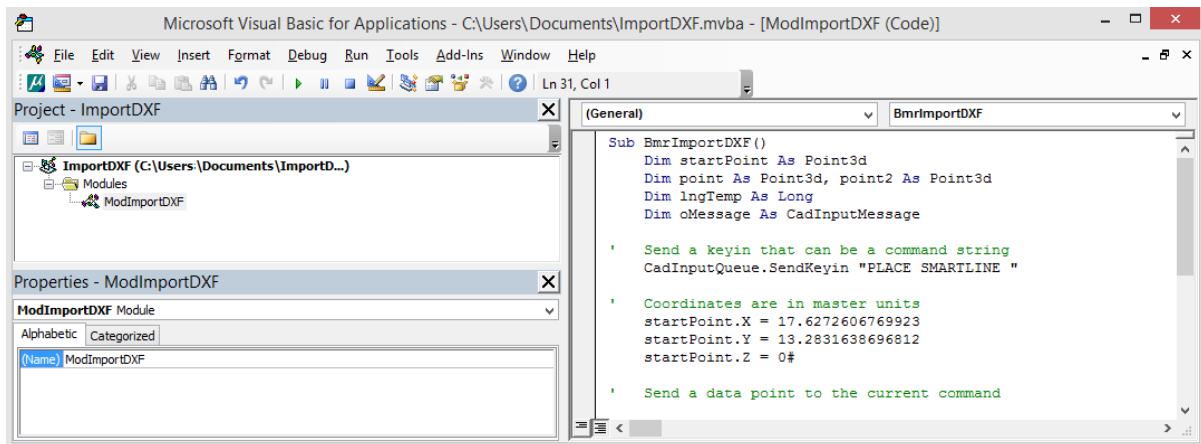 Microsoft Visual Basic for Applications - C:\Users\Documents\ImportDXF.mvba - [ModImportDXF (Code)]
File Edit View Insert Format Debug Run Tools Add-Ins Window Help
Ln 31, Col 1
Project - ImportDXF
ImportDXF (C:\Users\Documents\ImportD...)
Modules
ModImportDXF
Properties - ModImportDXF
ModImportDXF Module
Alphabetic Categorized
(Name) ModImportDXF
(General) BmrImportDXF
Sub BmrImportDXF()
Dim startPoint As Point3d
Dim point As Point3d, point2 As Point3d
Dim lngTemp As Long
Dim oMessage As CadInputMessage
' Send a keyin that can be a command string
CadInputQueue.SendKeyin "PLACE SMARTLINE "
' Coordinates are in master units
startPoint.X = 17.6272606769923
startPoint.Y = 13.2831638696812
startPoint.Z = 0#
' Send a data point to the current command